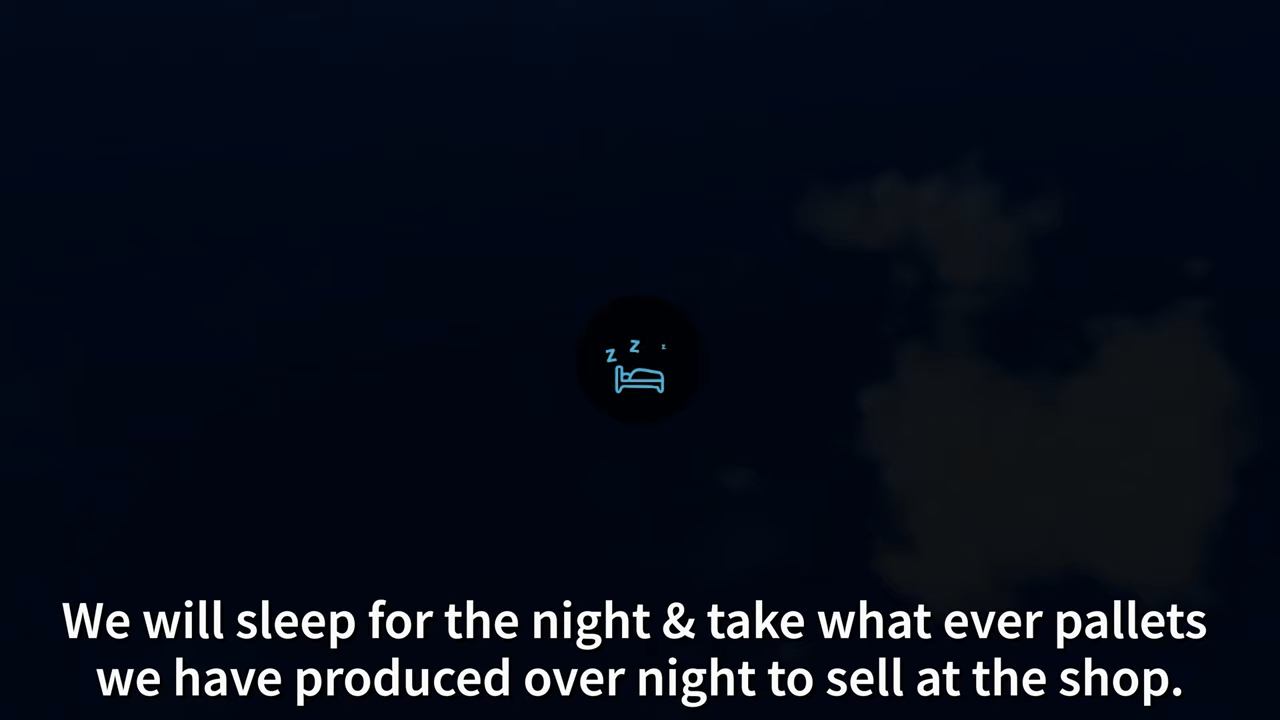 z z z
We will sleep for the night & take what ever pallets
we have produced over night to sell at the shop.